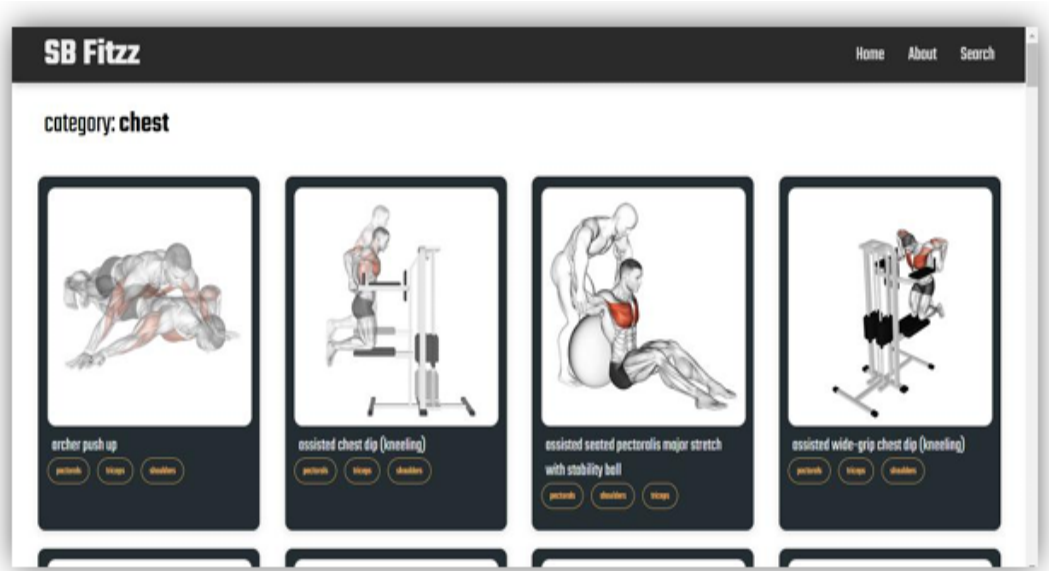 SB Fitzz
Home About Search
category: chest
archer push up
pectorals triceps shoulders
assisted chest dip (kneeling)
pectorals triceps shoulders
assisted seated pectoralis major stretch
with stability ball
pectorals shoulders triceps
assisted wide-grip chest dip (kneeling)
pectorals triceps shoulders